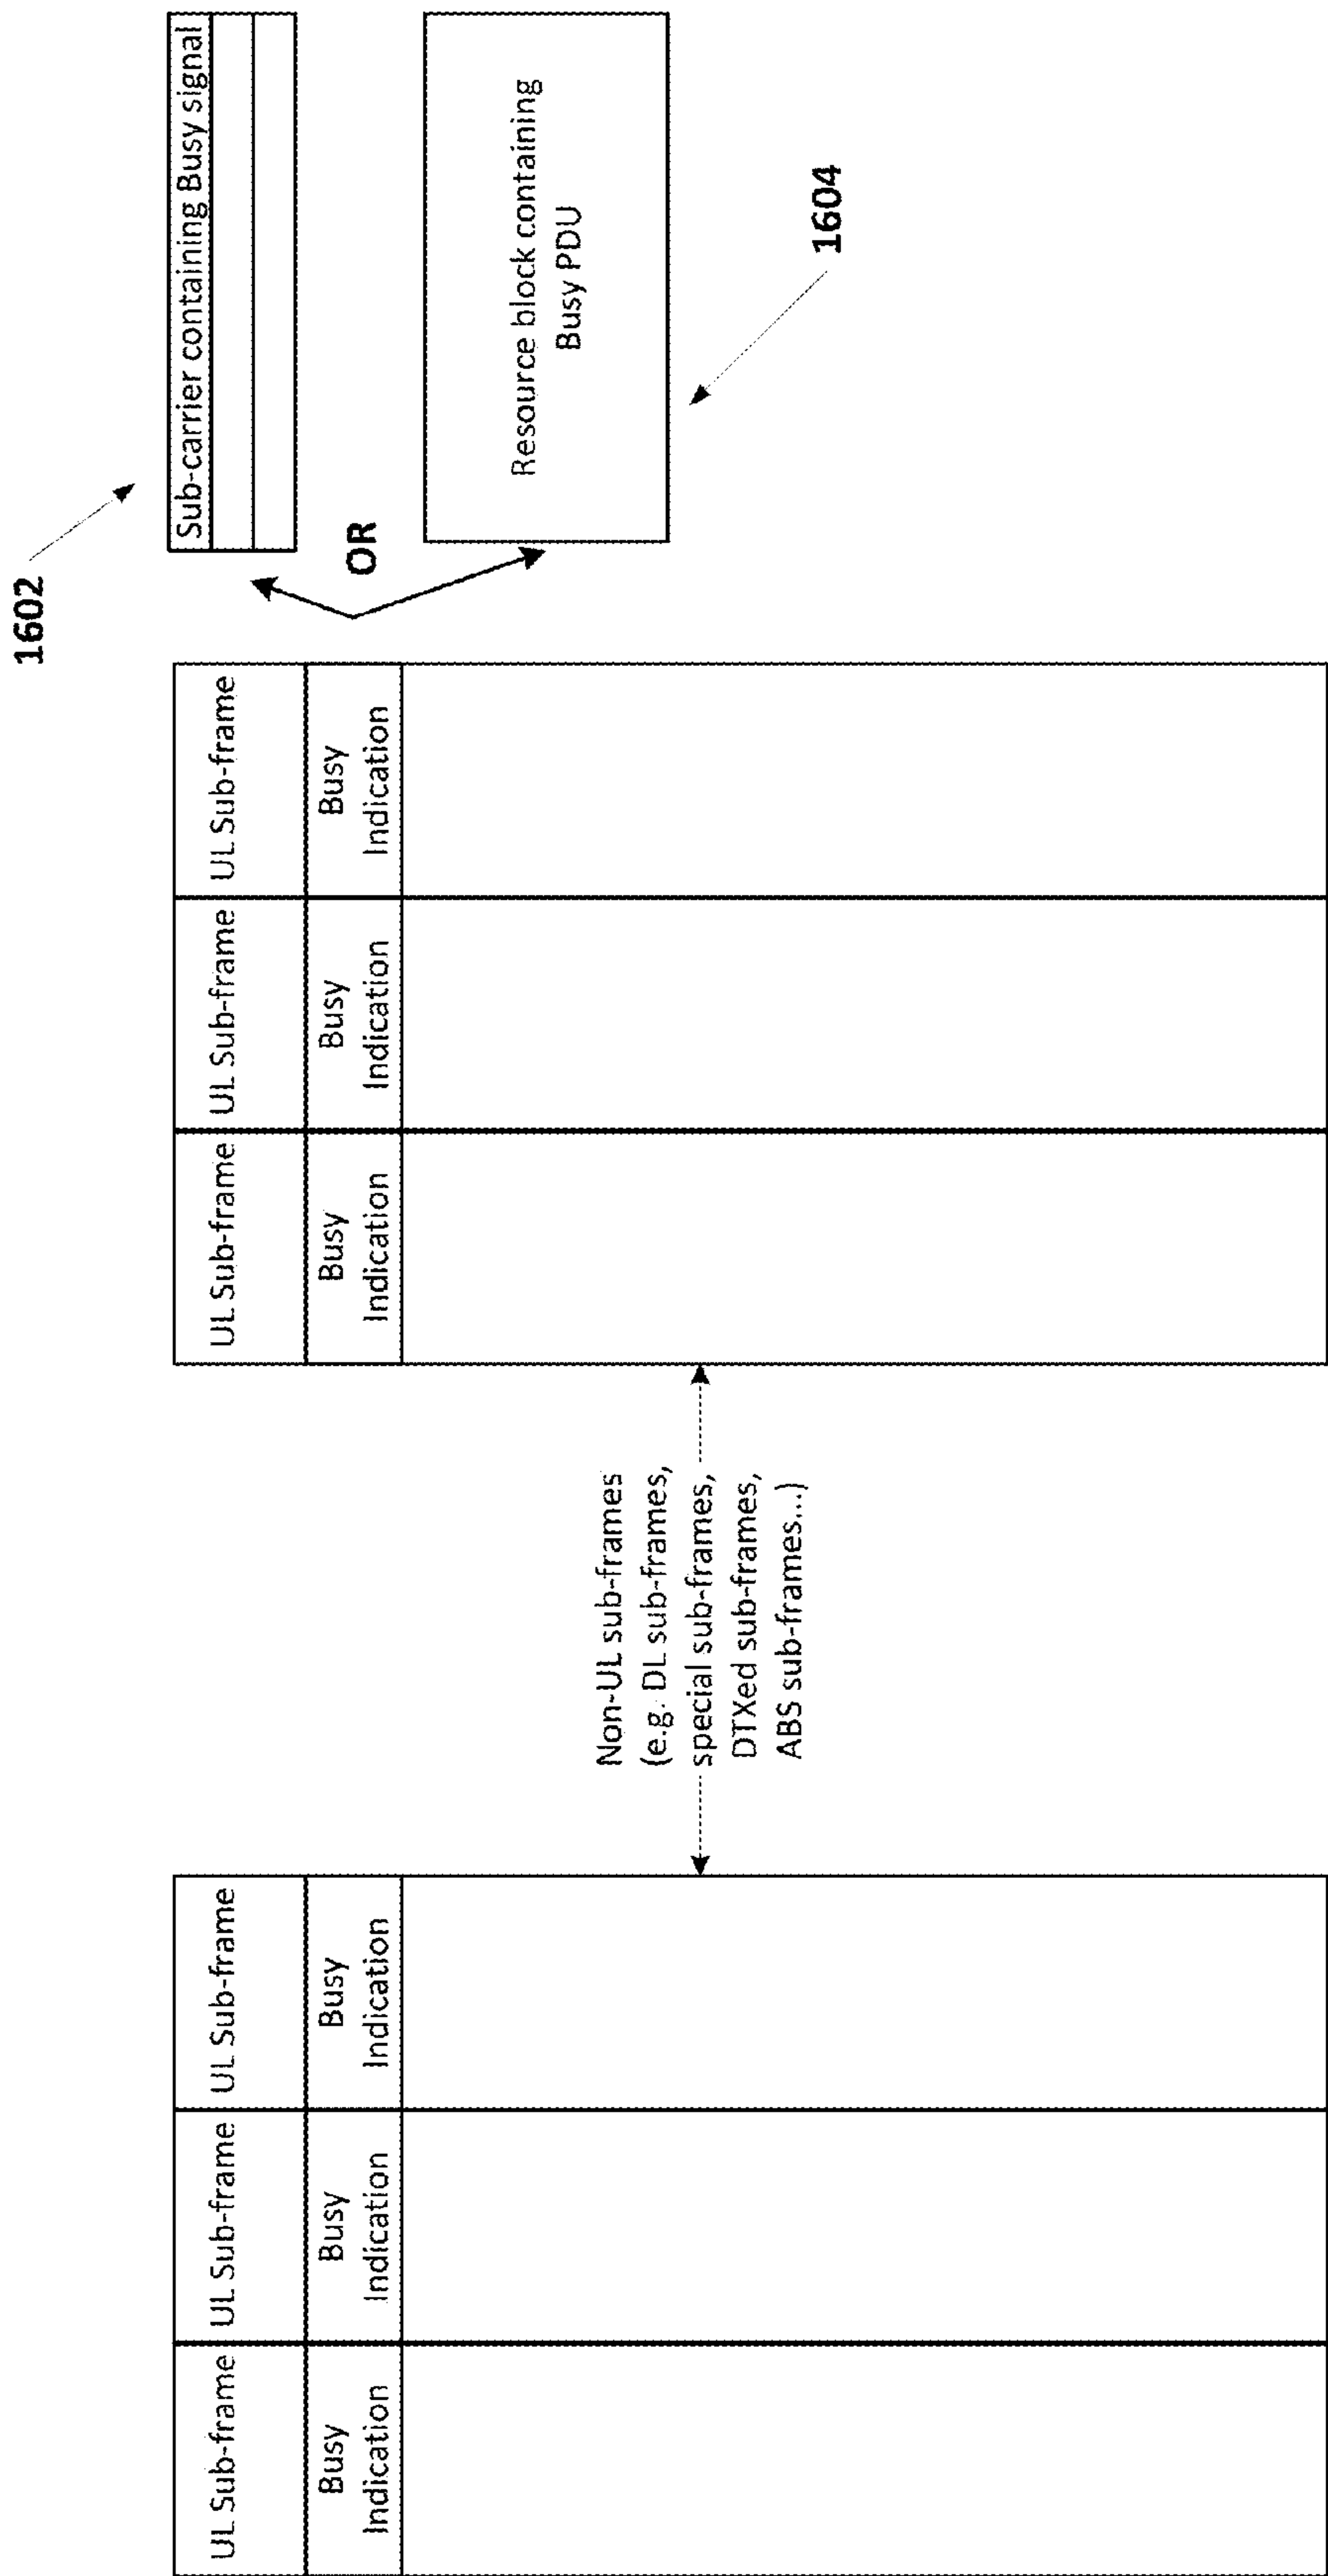 UL Sub-frame
UL Sub-frame
UL Sub-frame
Busy
Indication
Busy
Indication
Busy
Indication
Non-UL sub-frames
(e.g. DL sub-frames,
special sub-frames,
DTXed sub-frames,
ABS sub-frames...)
UL Sub-frame
UL Sub-frame
UL Sub-frame
Busy
Indication
Busy
Indication
Busy
Indication
1602
Sub-carrier containing Busy signal
OR
Resource block containing
Busy PDU
1604